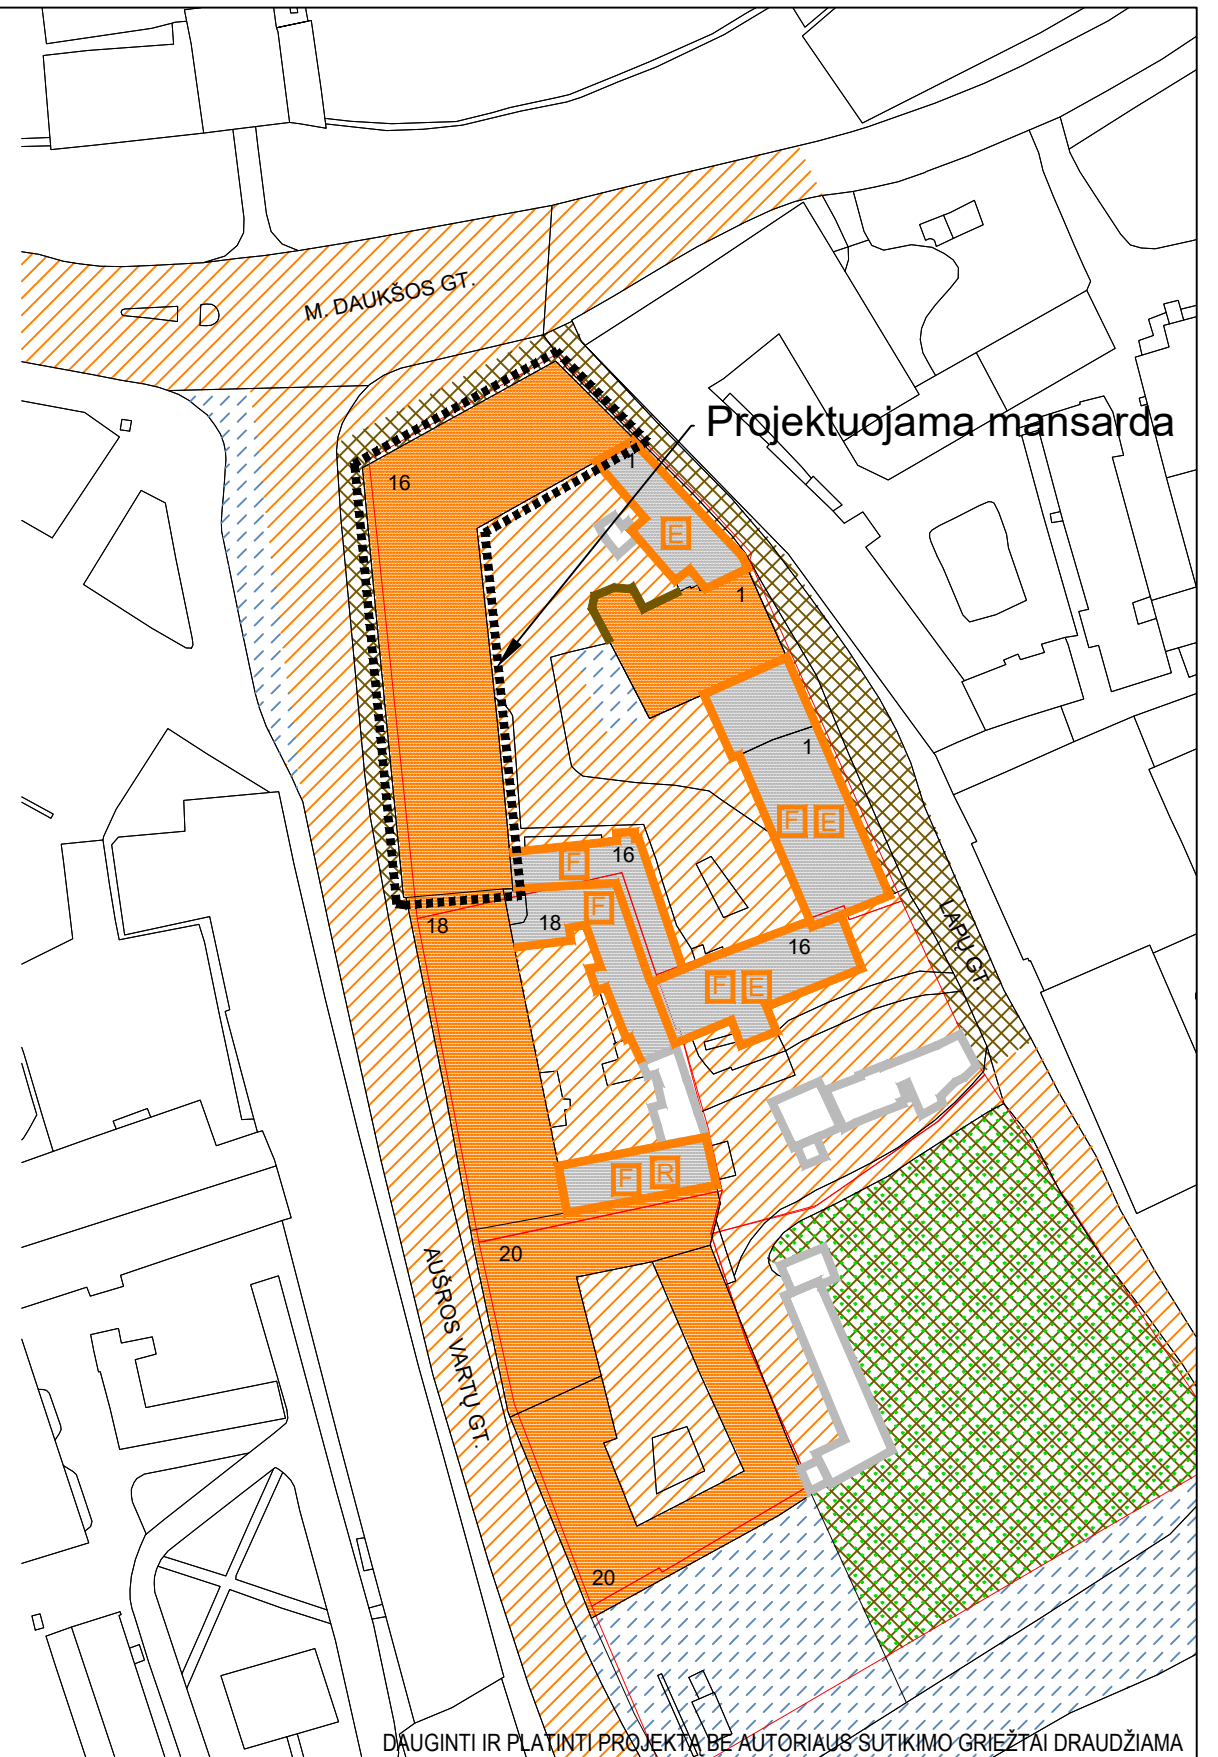 M. DAUKŠOS GT.
Projektuojama mansarda
16
1
E
1
1
F E
F
16
F
18
18
16
F E
LAPŲ GT.
F R
20
AUŠROS VARTŲ GT.
20
DAUGINTI IR PLATINTI PROJEKTĄ BE AUTORIAUS SUTIKIMO GRIEŽTAI DRAUDŽIAMA